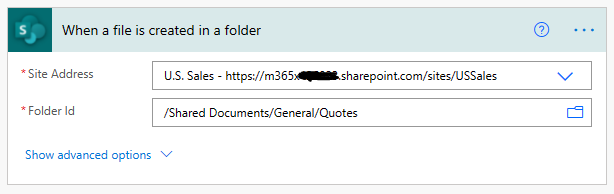 When a file is created in a folder
* Site Address
U.S. Sales - https://m365x .sharepoint.com/sites/USSales
* Folder Id
/Shared Documents/General/Quotes
Show advanced options